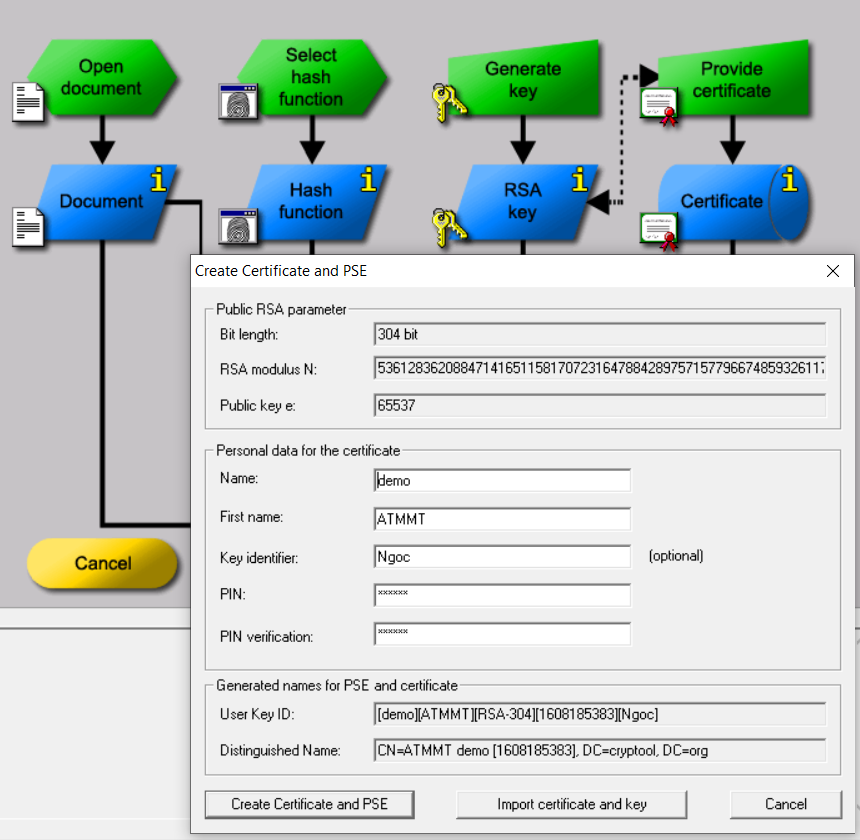 Open
document
Select
hash
function
Generate
key
Provide
certificate
Document
i
Hash
function
i
RSA
key
i
Certificate
i
Create Certificate and PSE
Public RSA parameter
Bit length:
304 bit
RSA modulus N:
Public key e:
65537
Personal data for the certificate
Name:
demo
First name:
ATMMT
Key identifier:
Ngoc
(optional)
PIN:
******
PIN verification:
******
Generated names for PSE and certificate
User Key ID:
[demo][ATMMT][RSA-304][1608185383][Ngoc]
Distinguished Name:
CN=ATMMT demo [1608185383], DC=cryptool, DC=org
Create Certificate and PSE
Import certificate and key
Cancel
Cancel